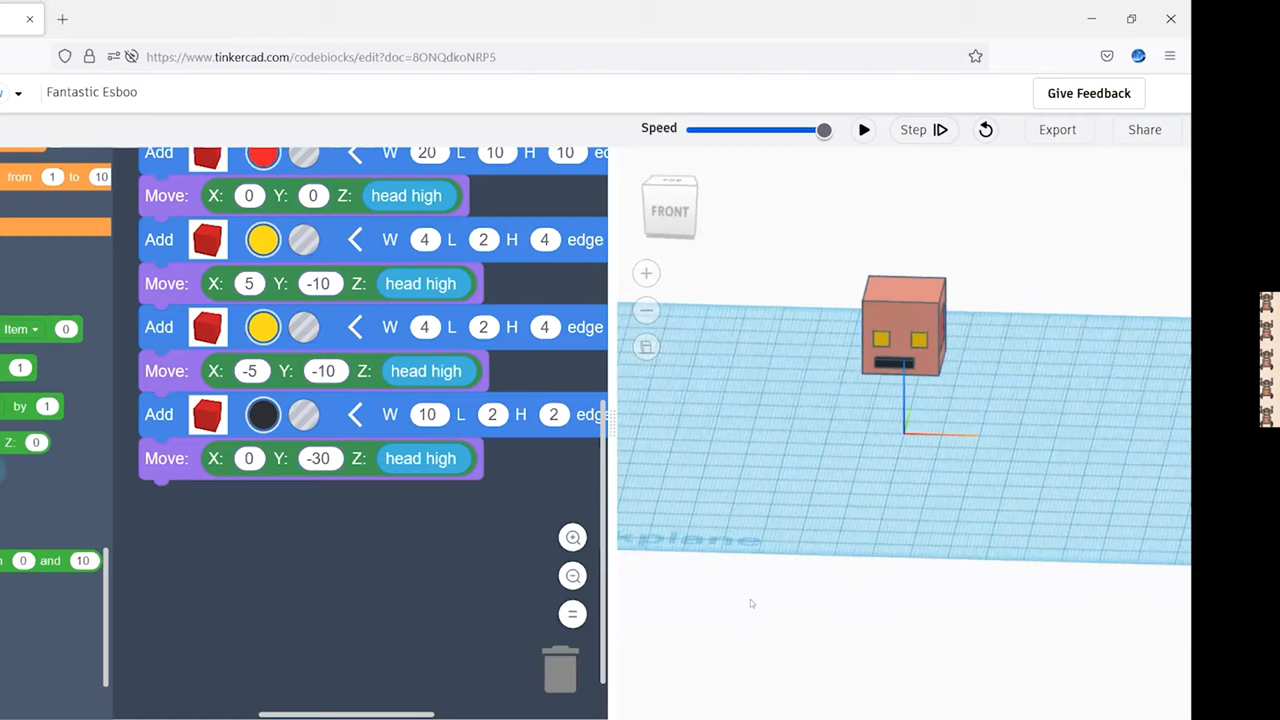 https://www.tinkercad.com/codeblocks/edit?doc=8ONQdkoNRP5
Fantastic Esboo
Give Feedback
Speed
Step
Export
Share
Add W 20 L 10 H 10
from 1 to 10
Move: X: 0 Y: 0 Z: head high
Add W 4 L 2 H 4 edge
Move: X: 5 Y: -10 Z: head high
Item 0
Add W 4 L 2 H 4 edge
1
Move: X: -5 Y: -10 Z: head high
by 1
Add W 10 L 2 H 2
Z: 0
Move: X: 0 Y: -30 Z: head high
0 and 10
FRONT